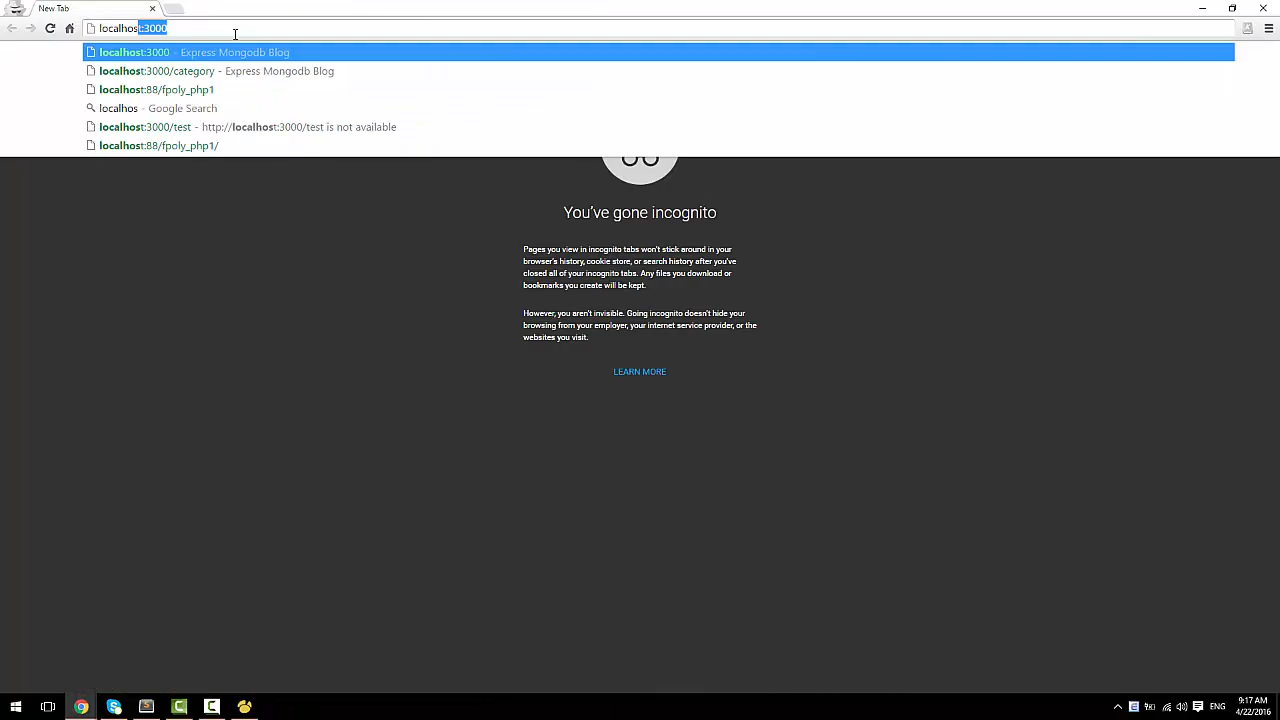 New Tab
localhost:3000
localhost:3000 - Express Mongodb Blog
localhost:3000/category - Express Mongodb Blog
localhost:88/fpoly_php1
localhos - Google Search
localhost:3000/test - http://localhost:3000/test is not available
localhost:88/fpoly_php1/
You've gone incognito
Pages you view in incognito tabs won't stick around in your
browser's history, cookie store, or search history after you've
closed all of your incognito tabs. Any files you download or
bookmarks you create will be kept.
However, you aren't invisible. Going incognito doesn't hide your
browsing from your employer, your internet service provider, or the
websites you visit.
LEARN MORE
ENG
9:17 AM
4/22/2016